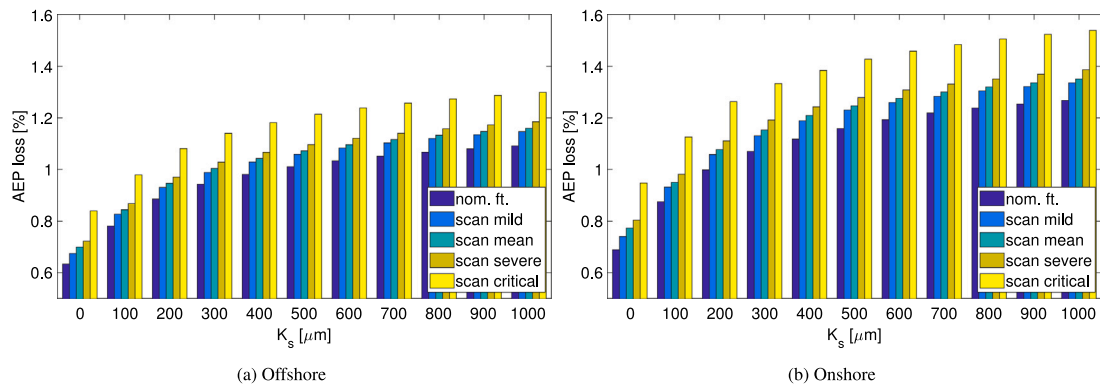 1.6
1.4
1.2
1
0.8
0.6
AEP loss [%]
nom. ft.
scan mild
scan mean
scan severe
scan critical
0 100 200 300 400 500 600 700 800 900 1000
K_s [μm]
(a) Offshore
1.6
1.4
1.2
1
0.8
0.6
AEP loss [%]
nom. ft.
scan mild
scan mean
scan severe
scan critical
0 100 200 300 400 500 600 700 800 900 1000
K_s [μm]
(b) Onshore